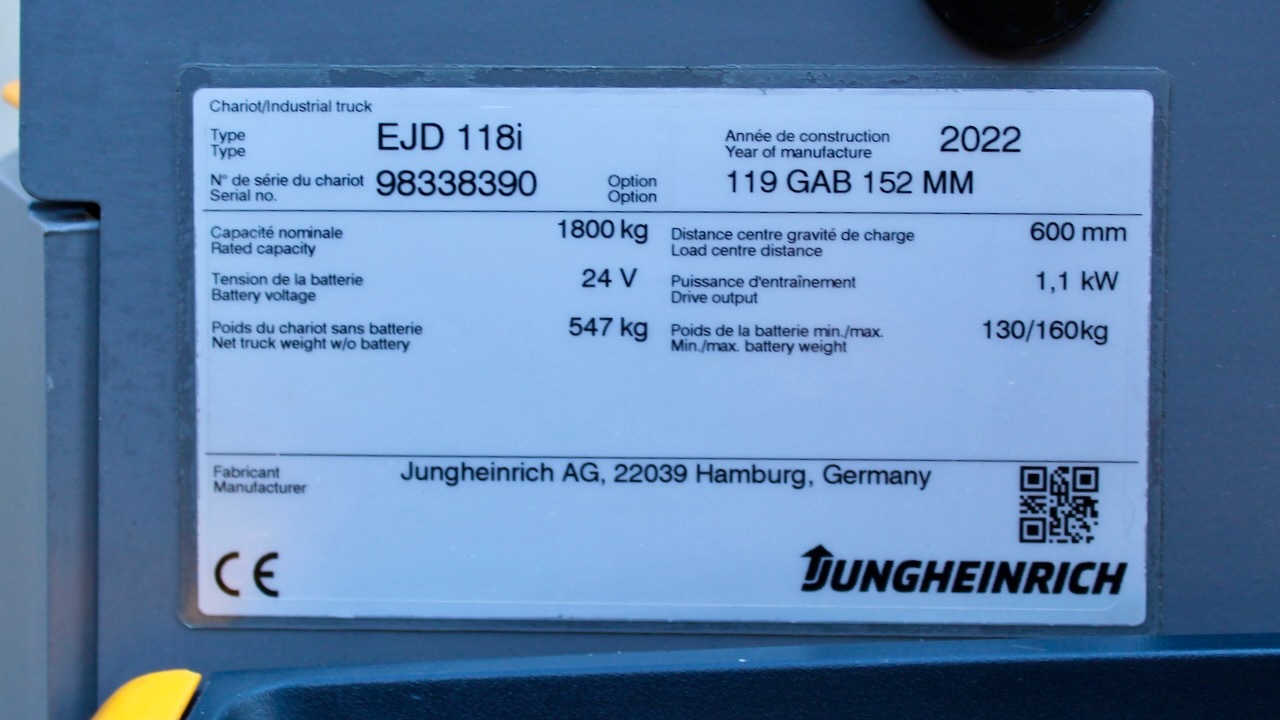 Chariot/Industrial truck
Type EJD 118i Année de construction 2022
Type Year of manufacture
N° de série du chariot 98338390 Option 119 GAB 152 MM
Serial no. Option
Capacité nominale 1800 kg Distance centre gravité de charge 600 mm
Rated capacity Load centre distance
Tension de la batterie 24 V Puissance d'entraînement 1,1 kW
Battery voltage Drive output
Poids du chariot sans batterie 547 kg Poids de la batterie min./max. 130/160kg
Net truck weight w/o battery Min./max. battery weight
Fabricant Jungheinrich AG, 22039 Hamburg, Germany
Manufacturer
CE JUNGHEINRICH